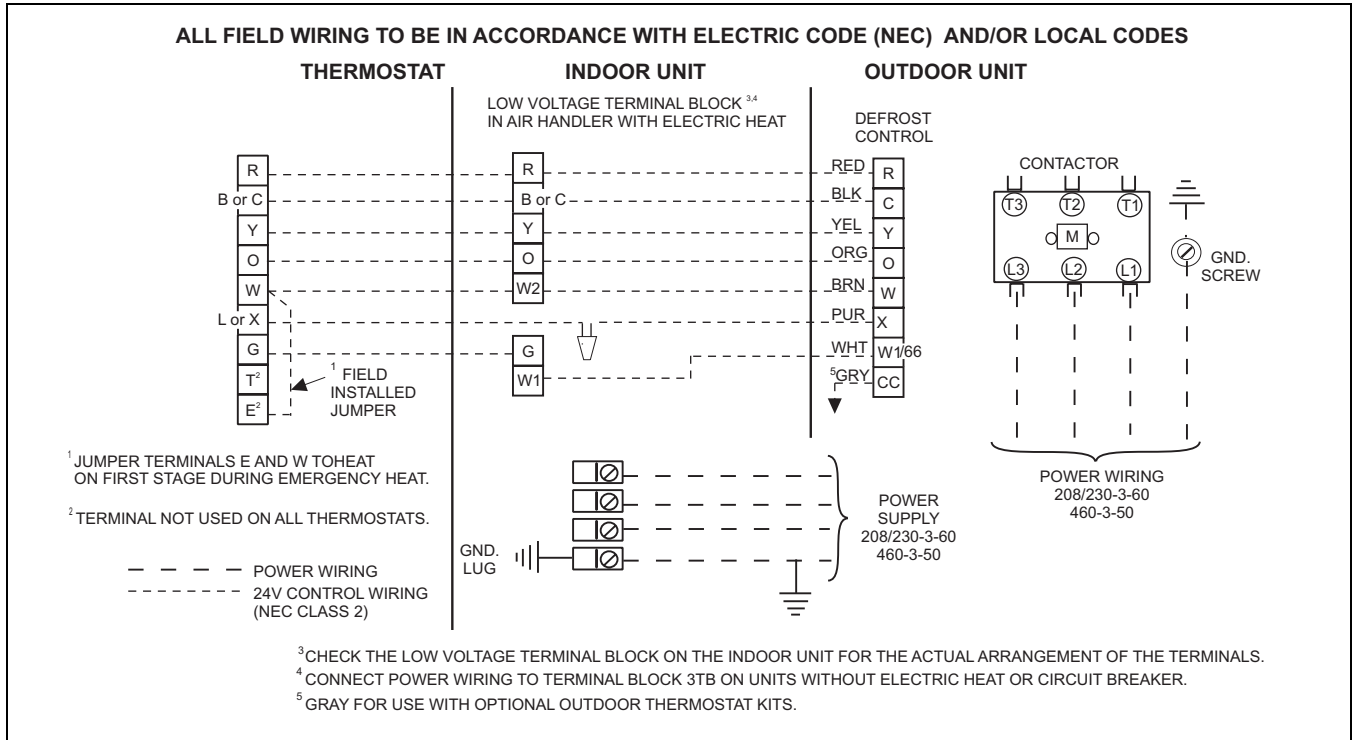 ALL FIELD WIRING TO BE IN ACCORDANCE WITH ELECTRIC CODE (NEC) AND/OR LOCAL CODES
THERMOSTAT
INDOOR UNIT
OUTDOOR UNIT
LOW VOLTAGE TERMINAL BLOCK 3,4
IN AIR HANDLER WITH ELECTRIC HEAT
DEFROST
CONTROL
R
B or C
Y
O
W
L or X
G
T²
E²
¹ FIELD
INSTALLED
JUMPER
R
B or C
Y
O
W2
G
W1
RED R
BLK C
YEL Y
ORG O
BRN W
PUR X
WHT W1/66
⁵GRY CC
CONTACTOR
T3 T2 T1
M
L3 L2 L1
GND.
SCREW
POWER WIRING
208/230-3-60
460-3-50
¹ JUMPER TERMINALS E AND W TOHEAT
ON FIRST STAGE DURING EMERGENCY HEAT.
² TERMINAL NOT USED ON ALL THERMOSTATS.
POWER WIRING
24V CONTROL WIRING
(NEC CLASS 2)
GND.
LUG
POWER
SUPPLY
208/230-3-60
460-3-50
³ CHECK THE LOW VOLTAGE TERMINAL BLOCK ON THE INDOOR UNIT FOR THE ACTUAL ARRANGEMENT OF THE TERMINALS.
⁴ CONNECT POWER WIRING TO TERMINAL BLOCK 3TB ON UNITS WITHOUT ELECTRIC HEAT OR CIRCUIT BREAKER.
⁵ GRAY FOR USE WITH OPTIONAL OUTDOOR THERMOSTAT KITS.